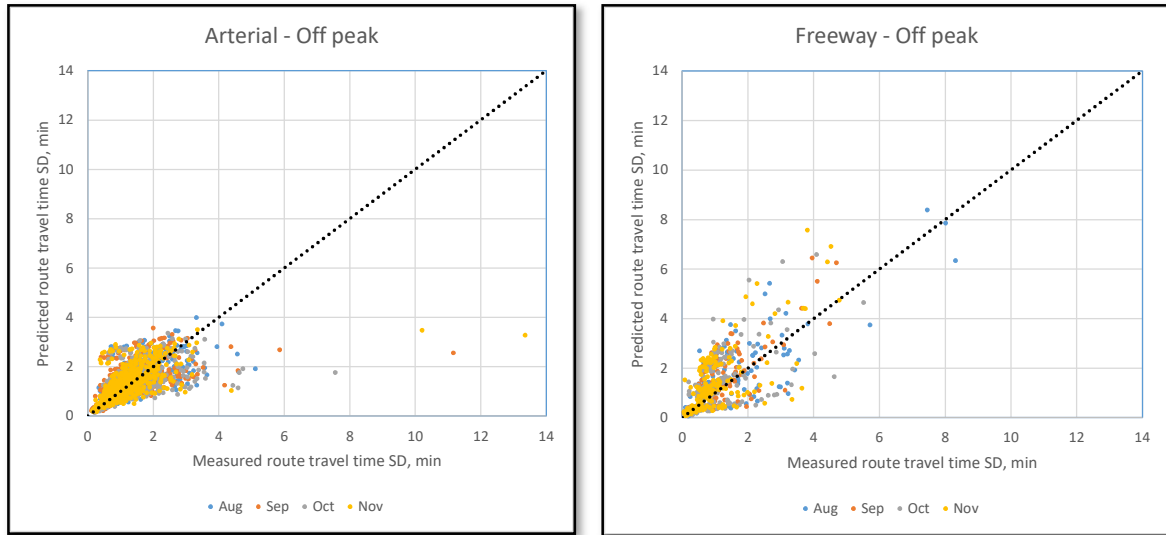 Arterial - Off peak
14
12
10
8
6
4
2
0
0 2 4 6 8 10 12 14
Predicted route travel time SD, min
Measured route travel time SD, min
Aug Sep Oct Nov
Freeway - Off peak
14
12
10
8
6
4
2
0
0 2 4 6 8 10 12 14
Predicted route travel time SD, min
Measured route travel time SD, min
Aug Sep Oct Nov